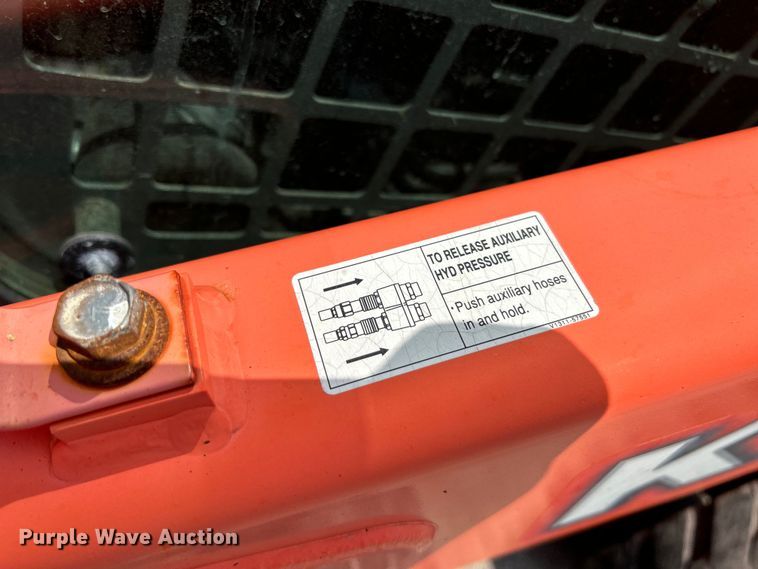 TO RELEASE AUXILIARY
HYD PRESSURE
·Push auxiliary hoses
in and hold.
Purple Wave Auction